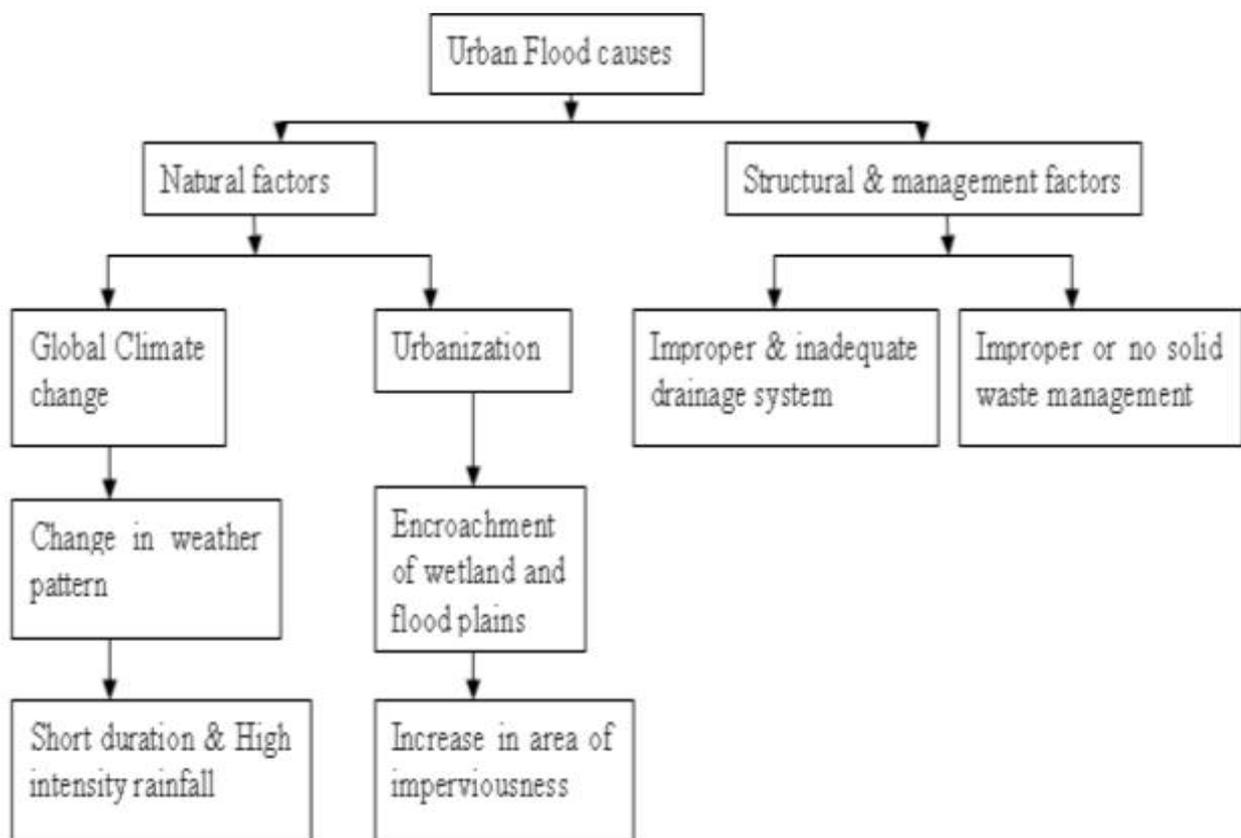 Urban Flood causes
Natural factors
Structural & management factors
Global Climate
change
Urbanization
Improper & inadequate
drainage system
Improper or no solid
waste management
Change in weather
pattern
Encroachment
of wetland and
flood plains
Short duration & High
intensity rainfall
Increase in area of
imperviousness